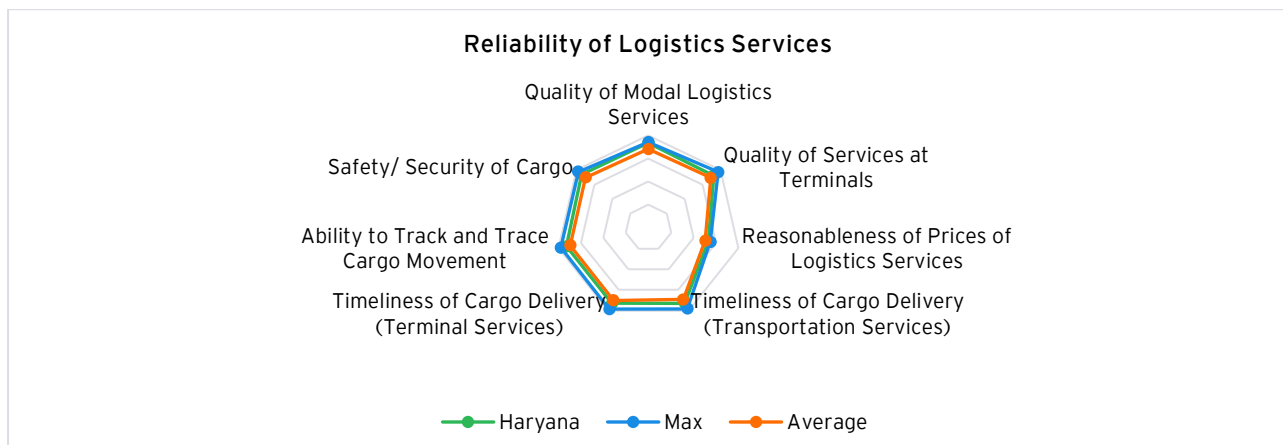 Reliability of Logistics Services
Quality of Modal Logistics
Services
Quality of Services at
Terminals
Reasonableness of Prices of
Logistics Services
Timeliness of Cargo Delivery
(Transportation Services)
Timeliness of Cargo Delivery
(Terminal Services)
Ability to Track and Trace
Cargo Movement
Safety/ Security of Cargo
Haryana
Max
Average